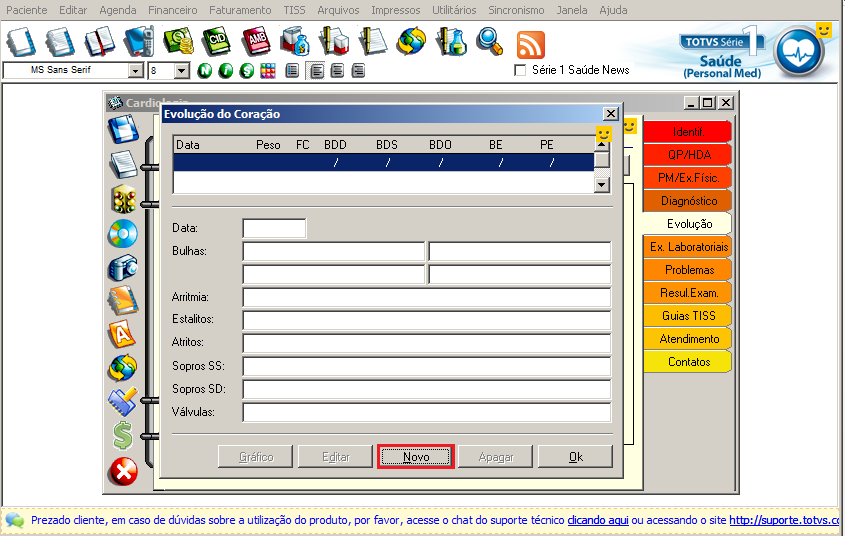 Paciente Editar Agenda Financeiro Faturamento TISS Arquivos Impressos Utilitários Sincronismo Janela Ajuda
CID
AMB
TOTVS Série 1
Saúde
(Personal Med)
MS Sans Serif
8
N
F
S
Série 1 Saúde News
Cardiologia
Evolução do Coração
Data Peso FC BDD BDS BDO BE PE
/ / / / /
Data:
Bulhas:
Arritmia:
Estalitos:
Atritos:
Sopros SS:
Sopros SD:
Válvulas:
Gráfico Editar Novo Apagar Ok
Identif.
QP/HDA
PM/Ex.Físic.
Diagnóstico
Evolução
Ex. Laboratoriais
Problemas
Resul.Exam.
Guias TISS
Atendimento
Contatos
Prezado cliente, em caso de dúvidas sobre a utilização do produto, por favor, acesse o chat do suporte técnico clicando aqui ou acessando o site http://suporte.totvs.co